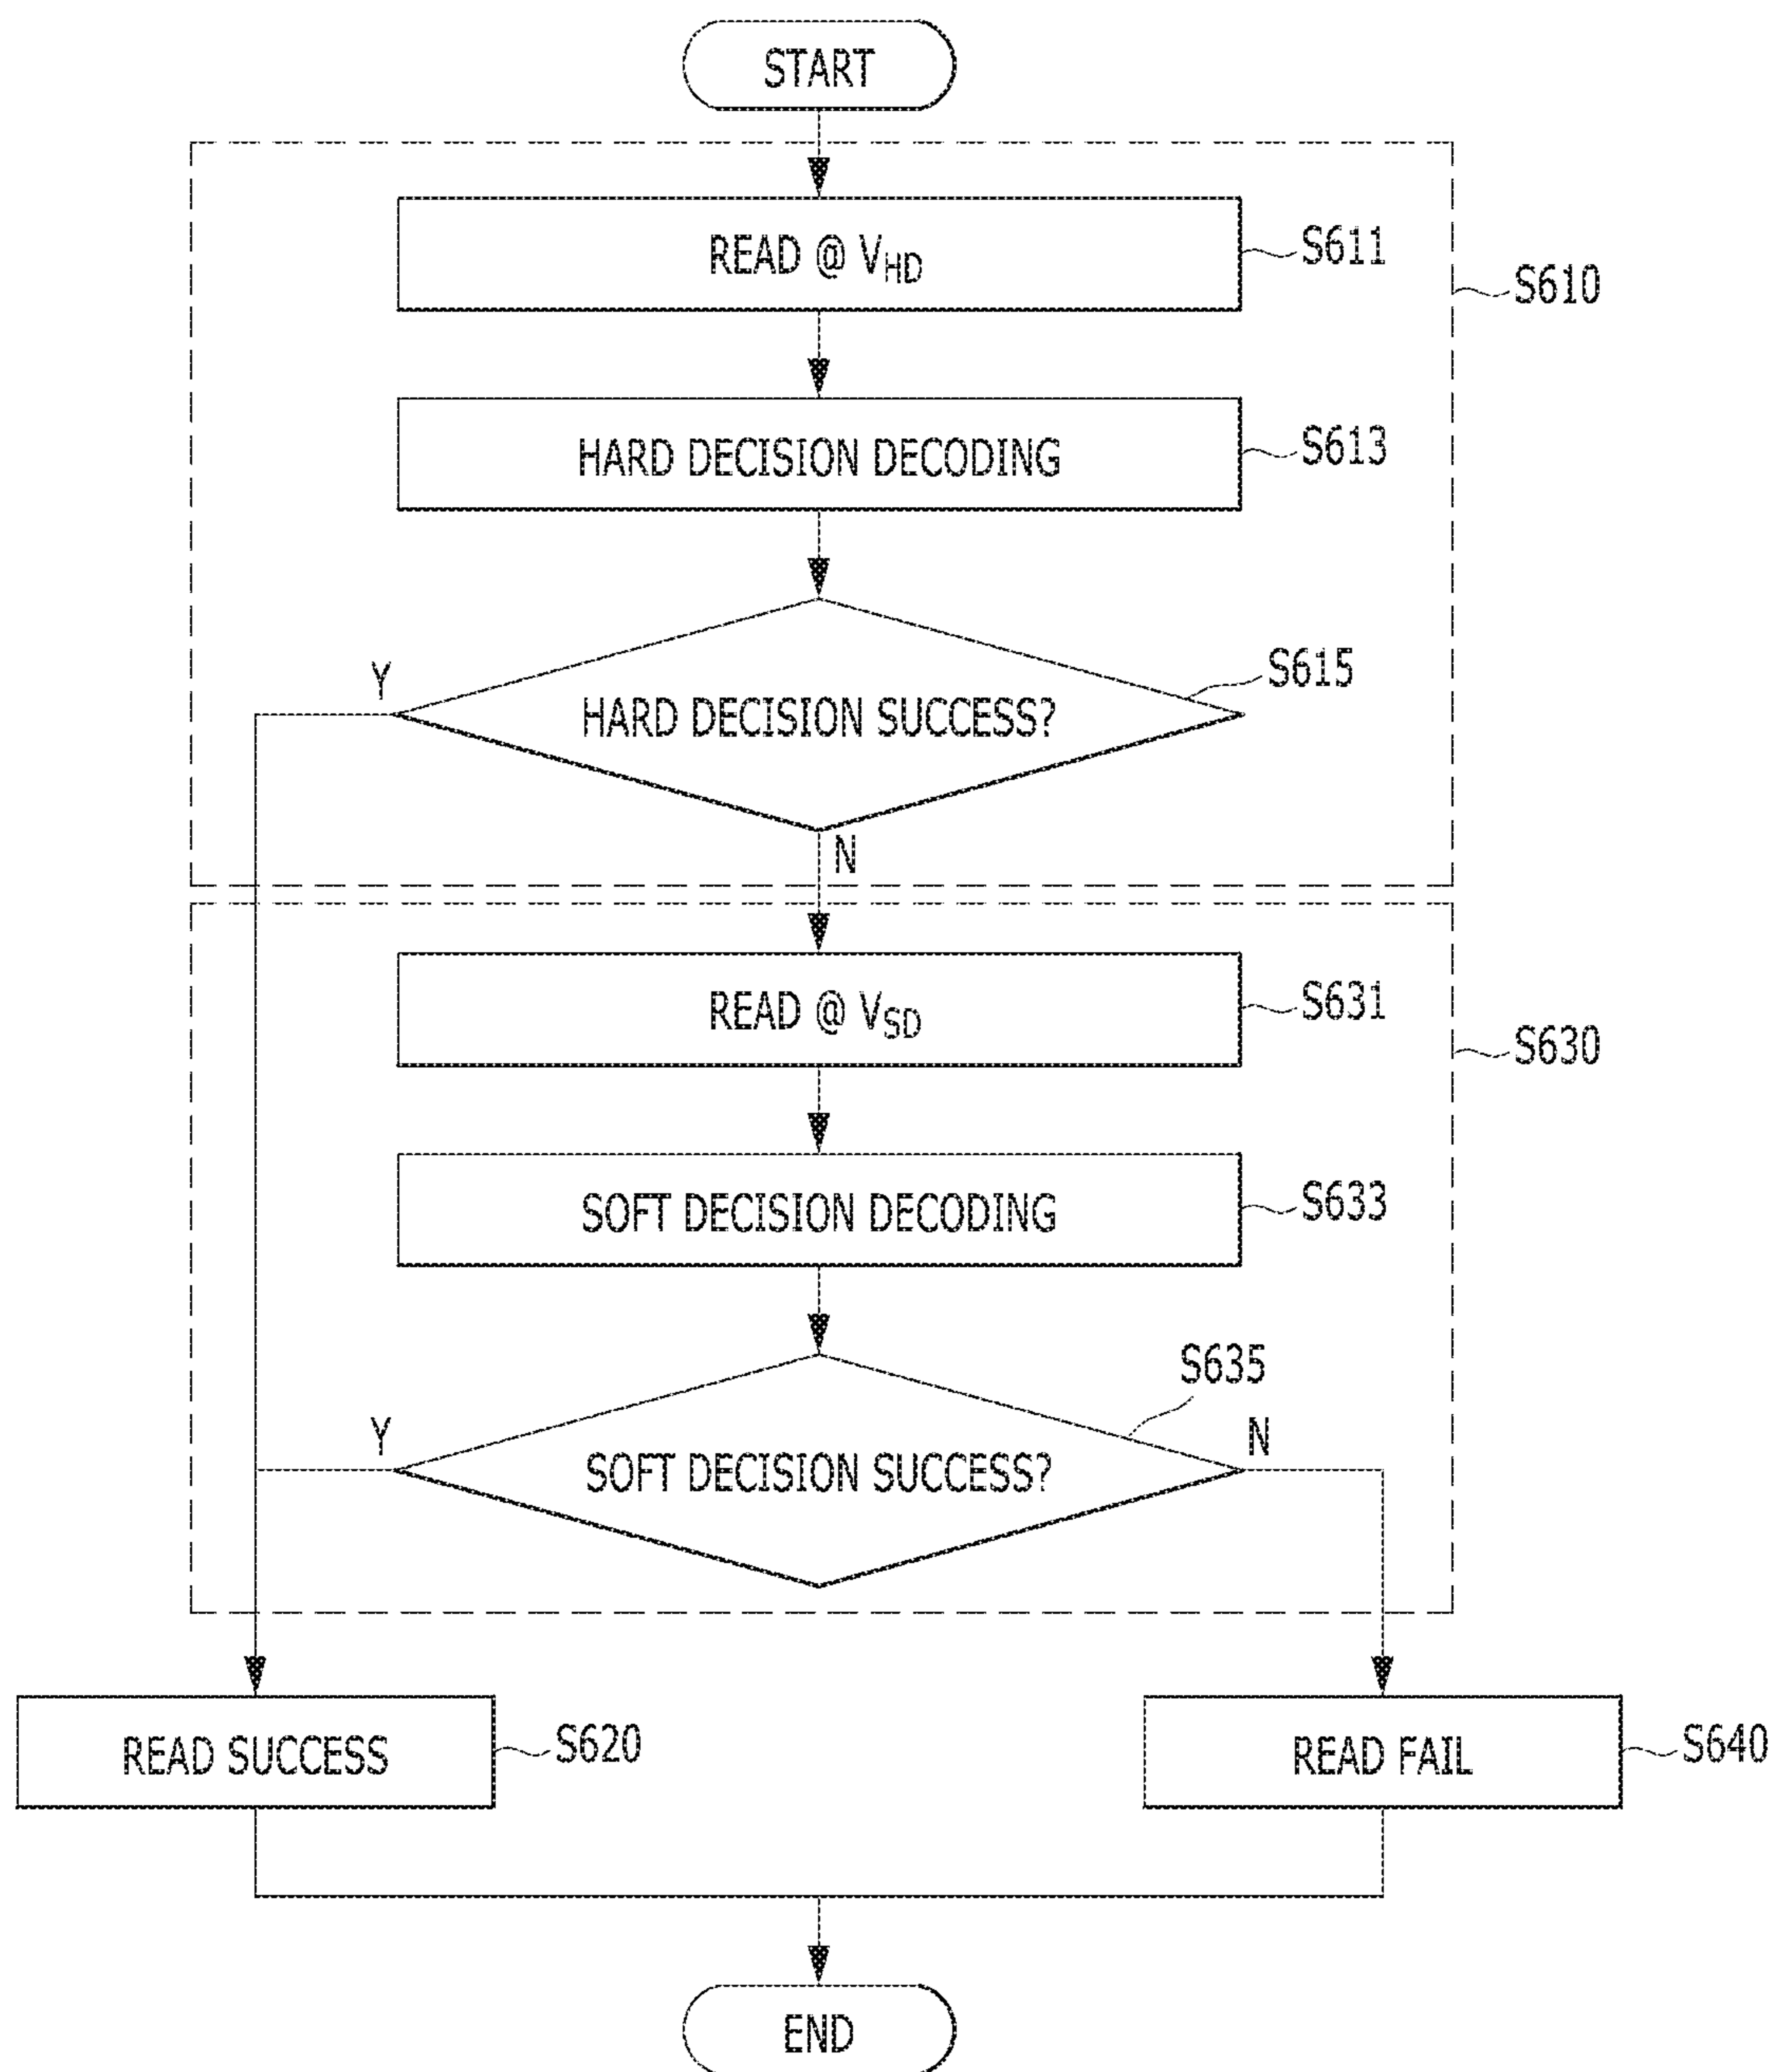 START
READ @ VHD
S611
S610
HARD DECISION DECODING
S613
Y
HARD DECISION SUCCESS?
S615
N
READ @ VSD
S631
S630
SOFT DECISION DECODING
S633
S635
Y
SOFT DECISION SUCCESS?
N
READ SUCCESS
S620
READ FAIL
S640
END